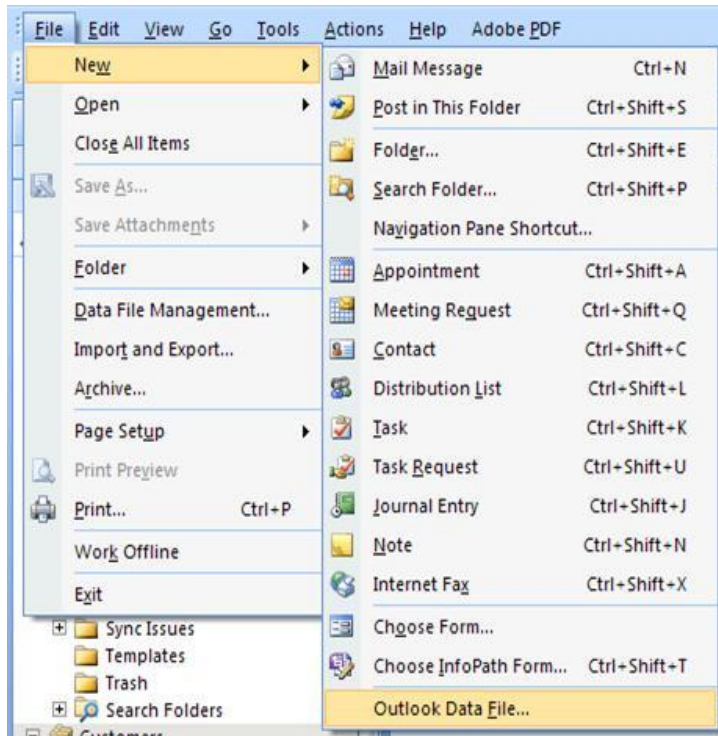 File Edit View Go Tools Actions Help Adobe PDF
New
Open
Close All Items
Save As...
Save Attachments
Folder
Data File Management...
Import and Export...
Archive...
Page Setup
Print Preview
Print... Ctrl+P
Work Offline
Exit
Mail Message Ctrl+N
Post in This Folder Ctrl+Shift+S
Folder... Ctrl+Shift+E
Search Folder... Ctrl+Shift+P
Navigation Pane Shortcut...
Appointment Ctrl+Shift+A
Meeting Request Ctrl+Shift+Q
Contact Ctrl+Shift+C
Distribution List Ctrl+Shift+L
Task Ctrl+Shift+K
Task Request Ctrl+Shift+U
Journal Entry Ctrl+Shift+J
Note Ctrl+Shift+N
Internet Fax Ctrl+Shift+X
Choose Form...
Choose InfoPath Form... Ctrl+Shift+T
Outlook Data File...
Sync Issues
Templates
Trash
Search Folders
Customers